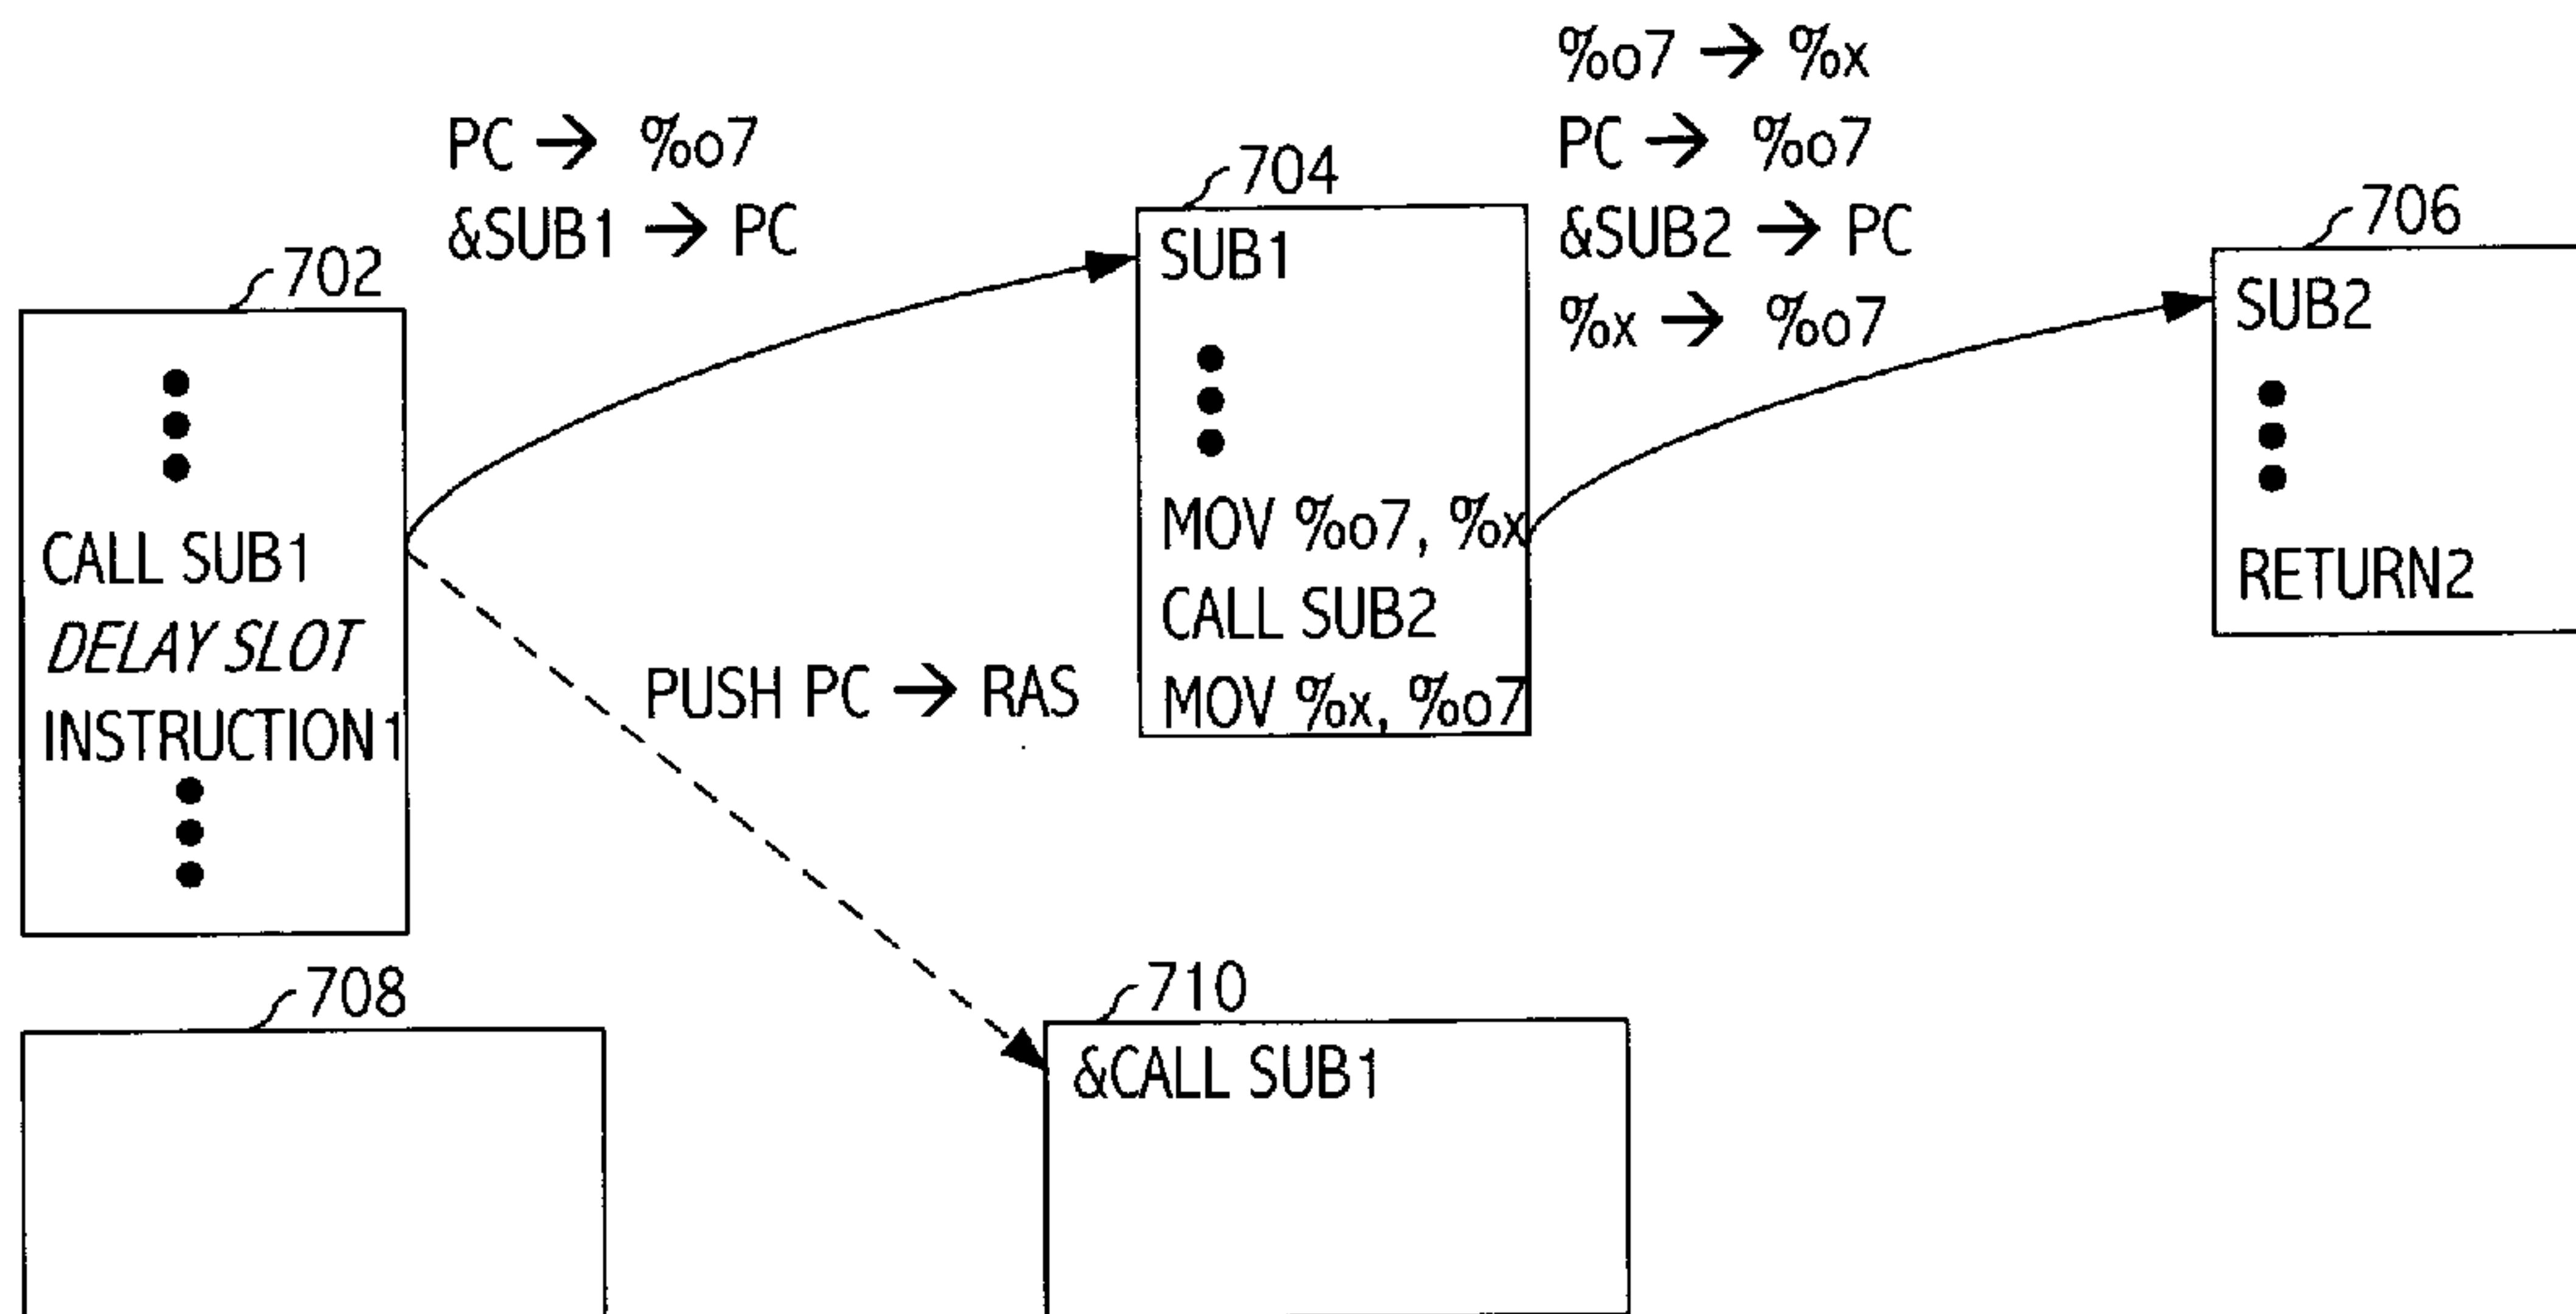 702
CALL SUB1
DELAY SLOT
INSTRUCTION1
PC → %o7
&SUB1 → PC
704
SUB1
MOV %o7, %x
CALL SUB2
MOV %x, %o7
%o7 → %x
PC → %o7
&SUB2 → PC
%x → %o7
706
SUB2
RETURN2
PUSH PC → RAS
708
710
&CALL SUB1